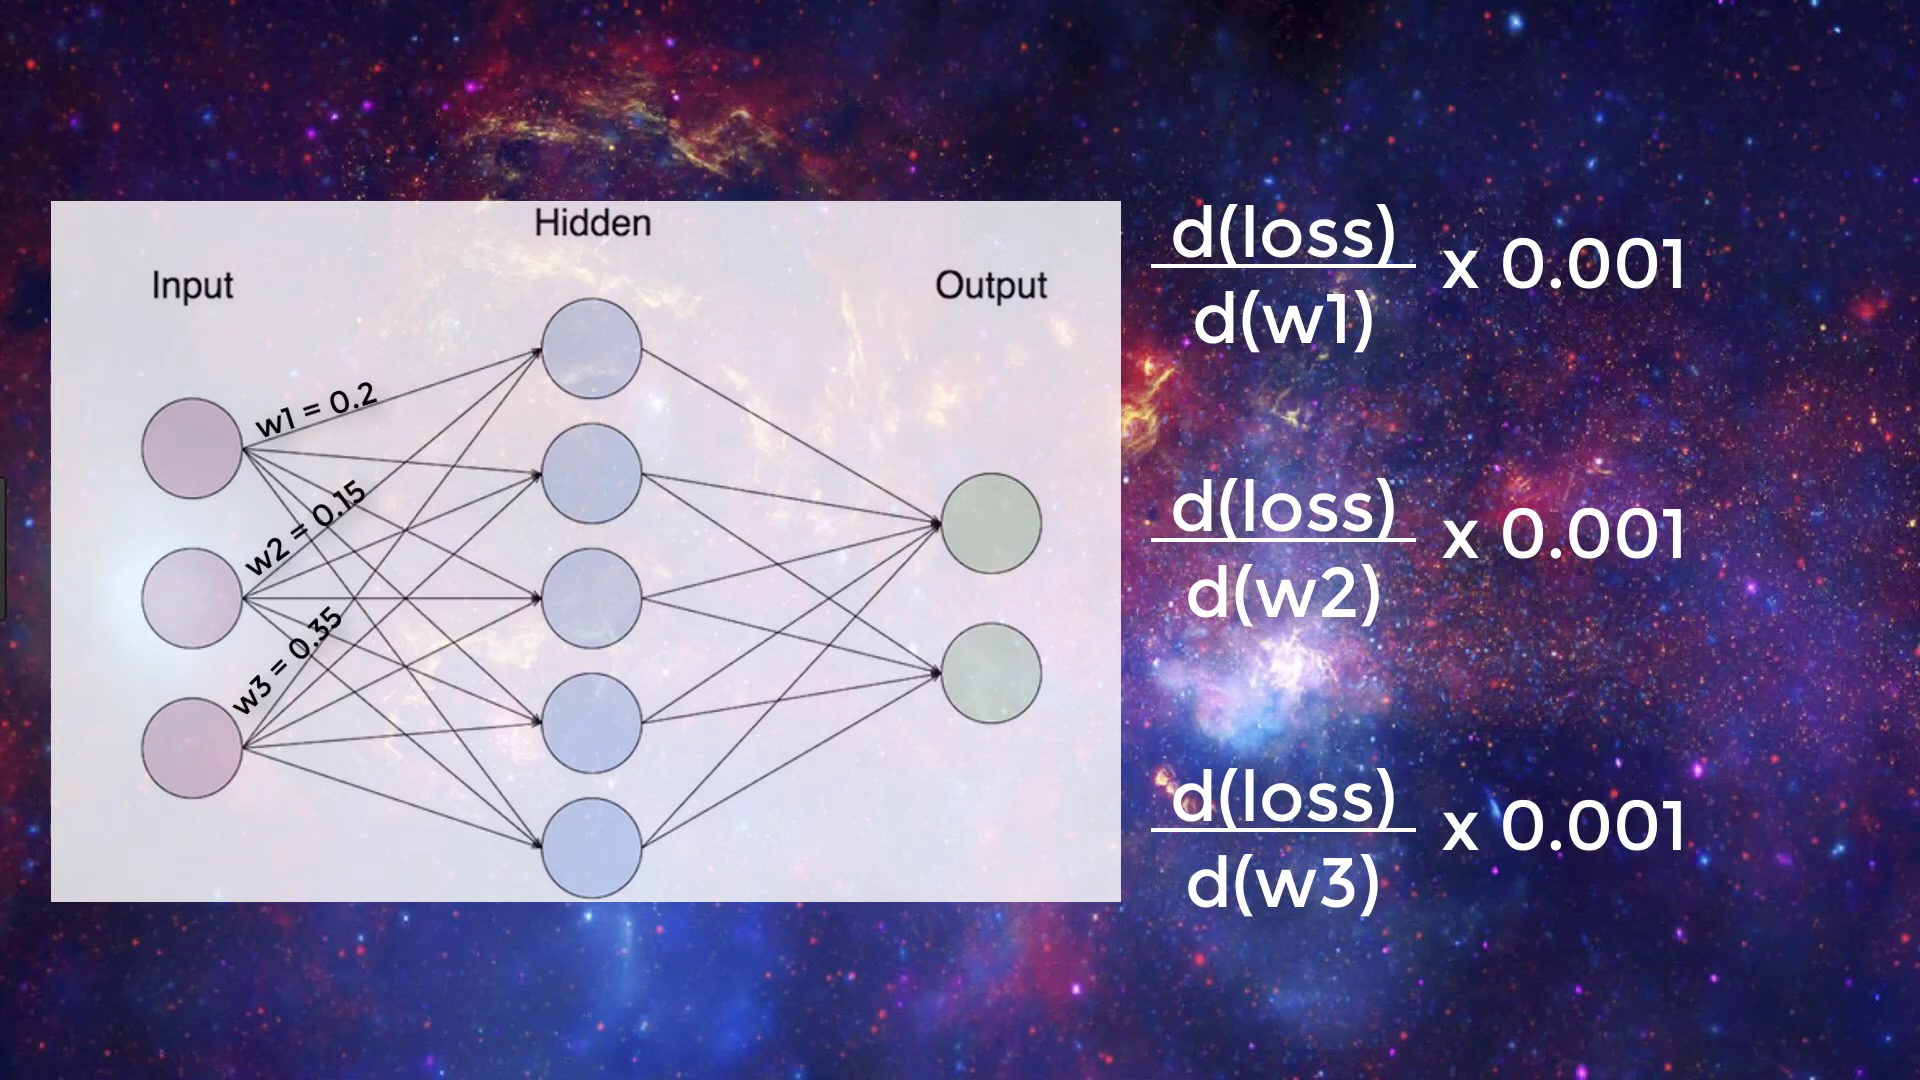 Hidden
Input
Output
w1 = 0.2
w2 = 0.15
w3 = 0.35
d(loss)
d(w1)
x 0.001
d(loss)
d(w2)
x 0.001
d(loss)
d(w3)
x 0.001